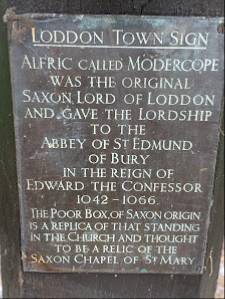 LODDON TOWN SIGN
ALFRIC CALLED MODERCOPE
WAS THE ORIGINAL
SAXON LORD OF LODDON
AND GAVE THE LORDSHIP
TO THE
ABBEY OF ST EDMUND
OF BURY
IN THE REIGN OF
EDWARD THE CONFESSOR
1042-1066.
THE POOR BOX, OF SAXON ORIGIN
IS A REPLICA OF THAT STANDING
IN THE CHURCH AND THOUGHT
TO BE A RELIC OF THE
SAXON CHAPEL OF ST MARY